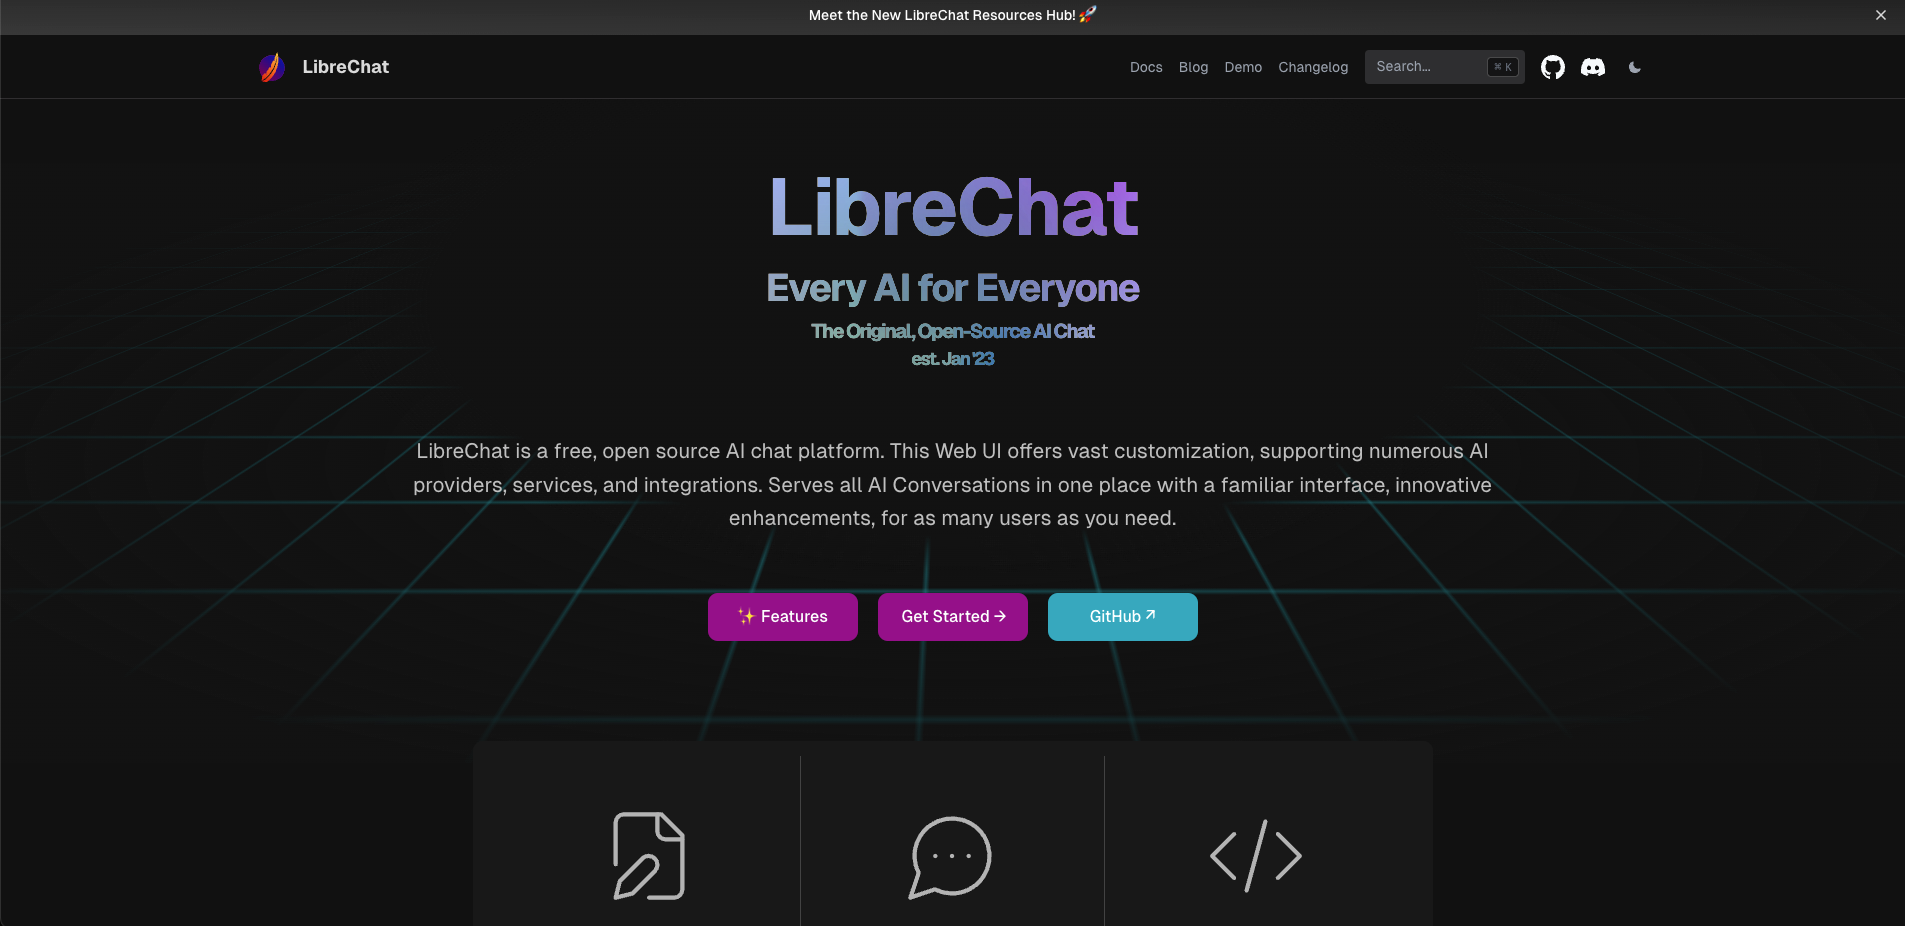 Meet the New LibreChat Resources Hub! 🚀
LibreChat
Docs
Blog
Demo
Changelog
Search...
⌘ K
LibreChat
Every AI for Everyone
The Original, Open-Source AI Chat
est. Jan '23
LibreChat is a free, open source AI chat platform. This Web UI offers vast customization, supporting numerous AI
providers, services, and integrations. Serves all AI Conversations in one place with a familiar interface, innovative
enhancements, for as many users as you need.
✨ Features
Get Started →
GitHub ↗